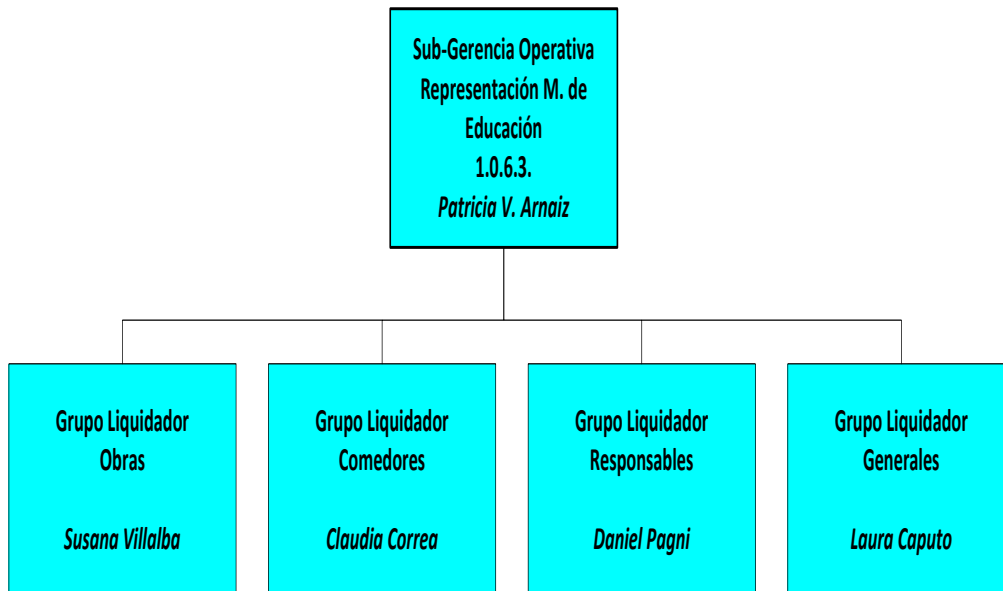 Sub-Gerencia Operativa
Representación M. de
Educación
1.0.6.3.
Patricia V. Arnaiz
Grupo Liquidador
Obras
Susana Villalba
Grupo Liquidador
Comedores
Claudia Correa
Grupo Liquidador
Responsables
Daniel Pagni
Grupo Liquidador
Generales
Laura Caputo